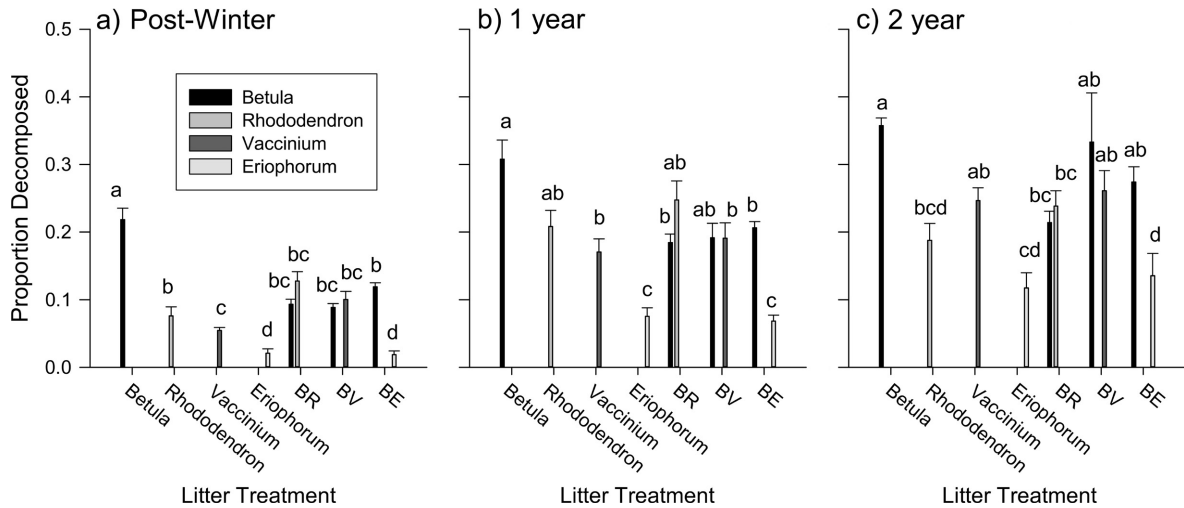 a) Post-Winter
b) 1 year
c) 2 year
Proportion Decomposed
0.5
0.4
0.3
0.2
0.1
0.0
Betula
Rhododendron
Vaccinium
Eriophorum
a
b
c
d
bc
bc
bc
bc
b
d
Betula
Rhododendron
Vaccinium
Eriophorum
BR
BV
BE
Litter Treatment
a
ab
b
c
b
ab
ab
b
b
c
Betula
Rhododendron
Vaccinium
Eriophorum
BR
BV
BE
Litter Treatment
a
bcd
ab
cd
bc
bc
ab
ab
ab
d
Betula
Rhododendron
Vaccinium
Eriophorum
BR
BV
BE
Litter Treatment